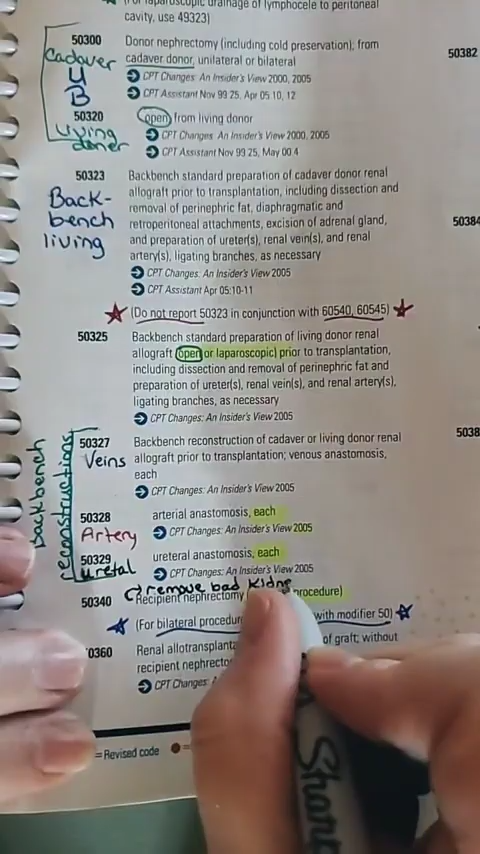 (For laparoscopic drainage of lymphocele to peritoneal
cavity, use 49323)
50300 Donor nephrectomy (including cold preservation); from
cadaver donor, unilateral or bilateral
CPT Changes: An Insider's View 2000, 2005
CPT Assistant Nov 99 25, Apr 05 10, 12
Cadaver
U
B
50320 open, from living donor
CPT Changes: An Insider's View 2000, 2005
CPT Assistant Nov 99 25, May 00 4
Living
doner
50323 Backbench standard preparation of cadaver donor renal
allograft prior to transplantation, including dissection and
removal of perinephric fat, diaphragmatic and
retroperitoneal attachments, excision of adrenal gland,
and preparation of ureter(s), renal vein(s), and renal
artery(s), ligating branches, as necessary
CPT Changes: An Insider's View 2005
CPT Assistant Apr 05:10-11
Back-
bench
living
(Do not report 50323 in conjunction with 60540, 60545)
50325 Backbench standard preparation of living donor renal
allograft (open or laparoscopic) prior to transplantation,
including dissection and removal of perinephric fat and
preparation of ureter(s), renal vein(s), and renal artery(s),
ligating branches, as necessary
CPT Changes: An Insider's View 2005
backbench
reconstructions
50327 Backbench reconstruction of cadaver or living donor renal
Veins allograft prior to transplantation; venous anastomosis,
each
CPT Changes: An Insider's View 2005
50328 arterial anastomosis, each
Artery CPT Changes: An Insider's View 2005
50329 ureteral anastomosis, each
uretal CPT Changes: An Insider's View 2005
remove bad Kidne
50340 Recipient nephrectomy procedure)
(For bilateral with modifier 50)
0360 Renal of graft; without
recipient
CPT Changes:
= Revised code
50382
5038
5038
Shar